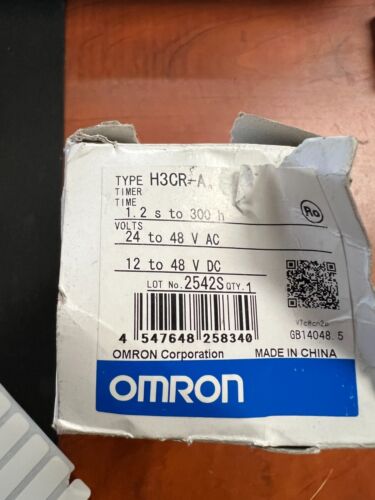 TYPE H3CR-A
TIMER
TIME
1.2 s to 300 h
VOLTS
24 to 48 V AC
12 to 48 V DC
LOT No. 2542S QTY. 1
4 547648 258340
GB14048. 5
OMRON Corporation MADE IN CHINA
OMRON